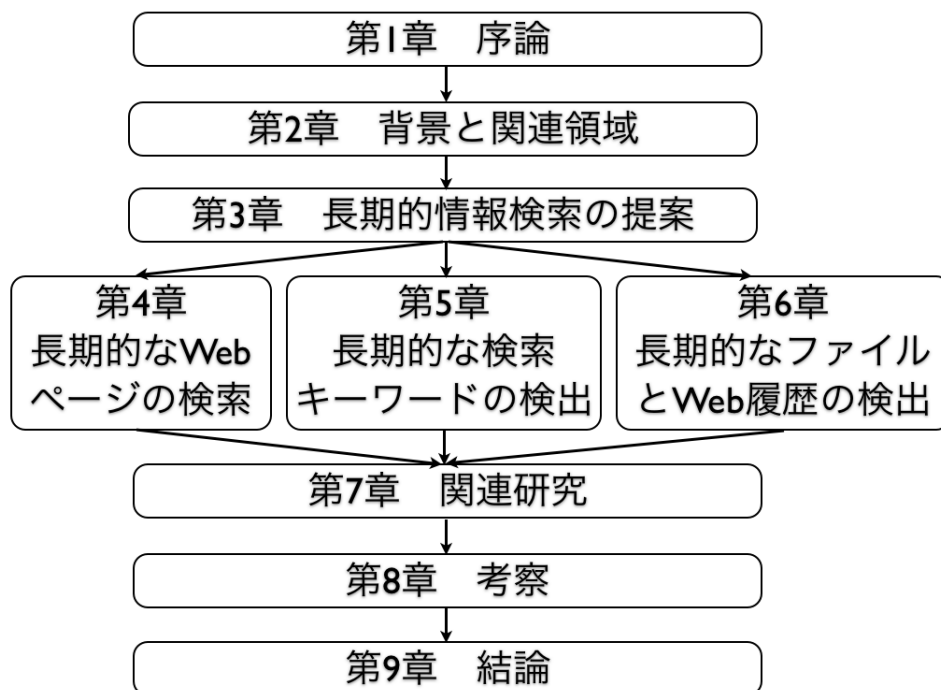 第1章　序論
第2章　背景と関連領域
第3章　長期的情報検索の提案
第4章
長期的なWeb
ページの検索
第5章
長期的な検索
キーワードの検出
第6章
長期的なファイル
とWeb履歴の検出
第7章　関連研究
第8章　考察
第9章　結論